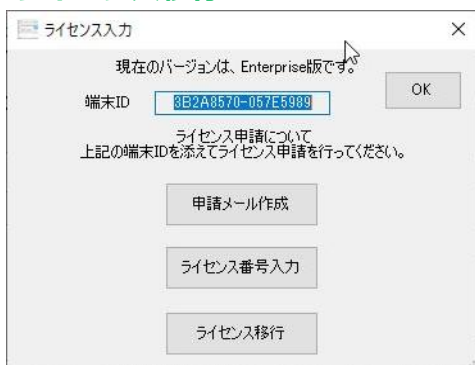 ライセンス入力
現在のバージョンは、Enterprise版です。
OK
端末ID 3B2A8570-057E5989
ライセンス申請について
上記の端末IDを添えてライセンス申請を行ってください。
申請メール作成
ライセンス番号入力
ライセンス移行